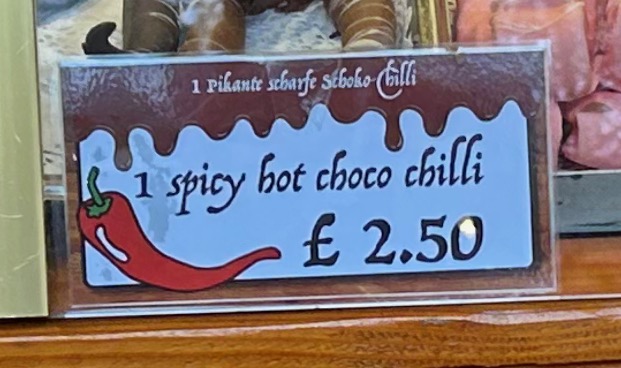 1 Pikante scharfe Schoko-Chilli
1 spicy hot choco chilli
£ 2.50